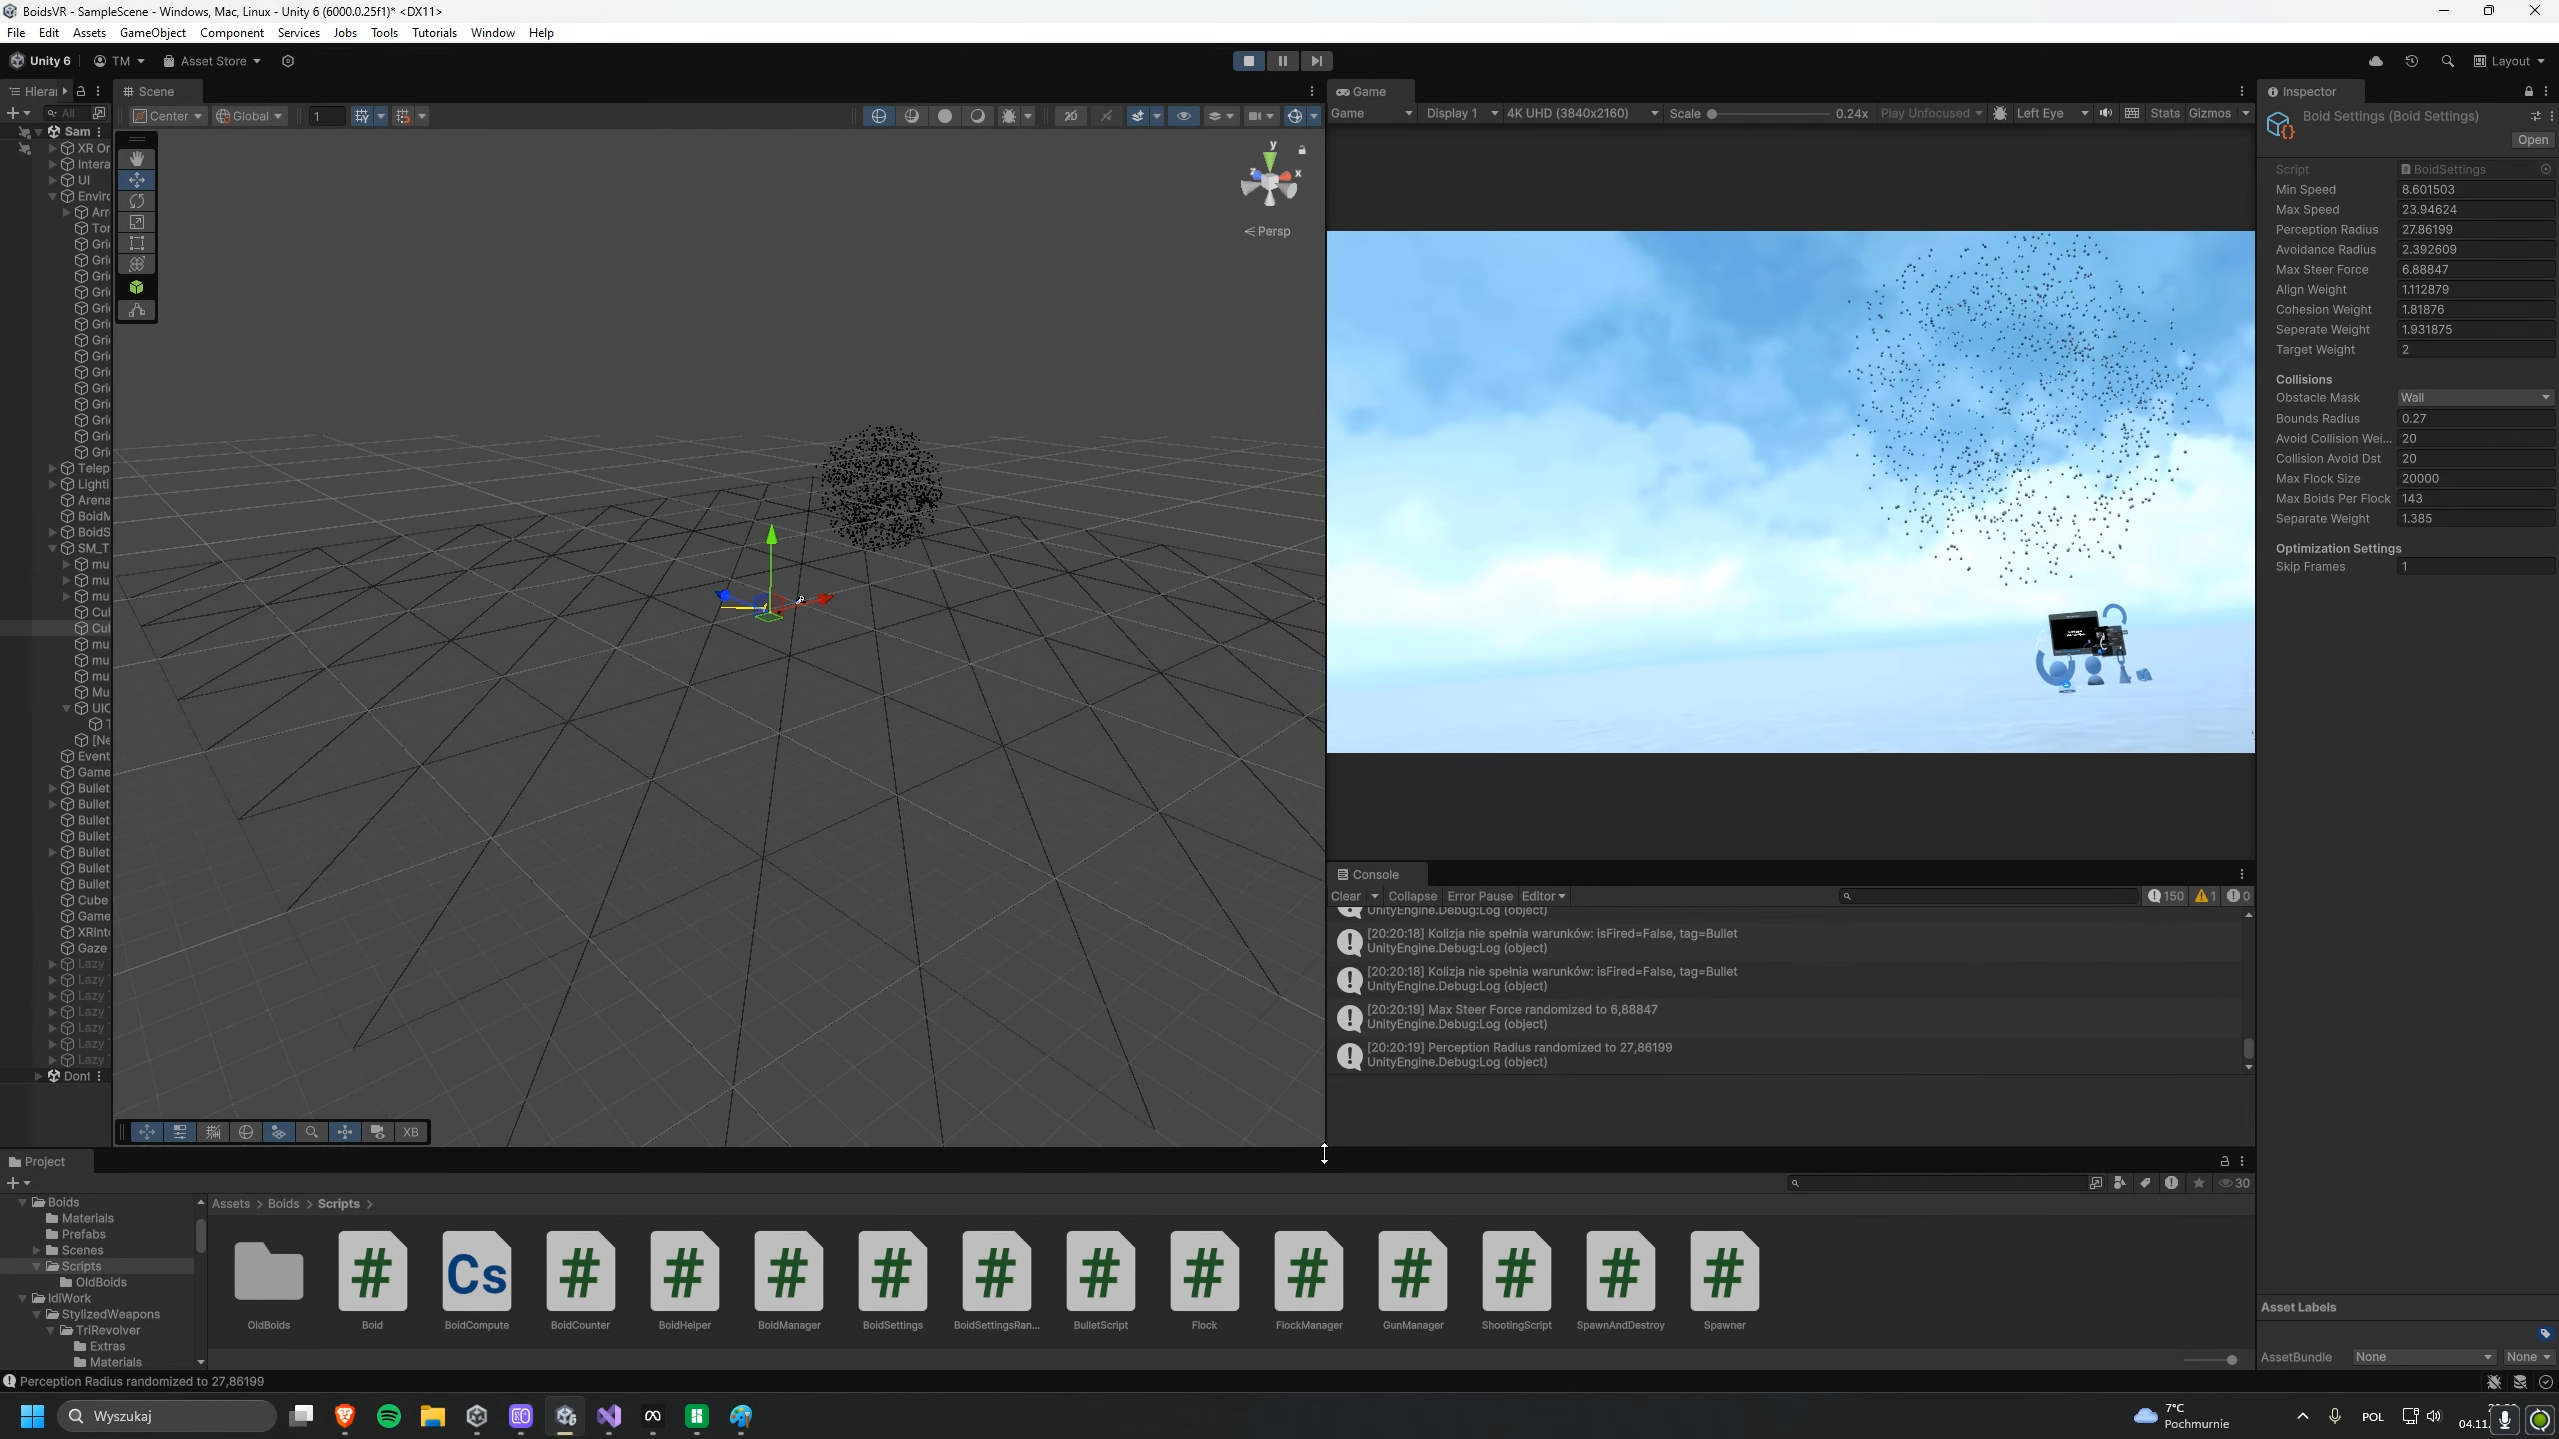 BoidsVR - SampleScene - Windows, Mac, Linux - Unity 6 (6000.0.25f1)* <DX11>
File Edit Assets GameObject Component Services Jobs Tools Tutorials Window Help
Unity 6 TM Asset Store Layout
Hierar
All
Sam
XR Or
Intera
UI
Enviro
Arr
Tor
Gri
Gri
Gri
Gri
Gri
Gri
Gri
Gri
Gri
Gri
Gri
Gri
Gri
Gri
Telep
Lighti
Arena
BoidM
BoidS
SM_T
mu
mu
mu
Cul
Cul
mu
mu
mu
Mu
UIC
[Ne
Event
Game
Bullet
Bullet
Bullet
Bullet
Bullet
Bullet
Bullet
Cube
Game
XRInt
Gaze
Lazy
Lazy
Lazy
Lazy
Lazy
Lazy
Lazy
Dont
Scene
Center Global 1 2D
y
x
z
Persp
XB
Game
Game Display 1 4K UHD (3840x2160) Scale 0.24x Play Unfocused Left Eye Stats Gizmos
Console
Clear Collapse Error Pause Editor 150 1 0
UnityEngine.Debug:Log (object)
[20:20:18] Kolizja nie spełnia warunków: isFired=False, tag=Bullet
UnityEngine.Debug:Log (object)
[20:20:18] Kolizja nie spełnia warunków: isFired=False, tag=Bullet
UnityEngine.Debug:Log (object)
[20:20:19] Max Steer Force randomized to 6,88847
UnityEngine.Debug:Log (object)
[20:20:19] Perception Radius randomized to 27,86199
UnityEngine.Debug:Log (object)
Inspector
Boid Settings (Boid Settings)
Open
Script BoidSettings
Min Speed 8.601503
Max Speed 23.94624
Perception Radius 27.86199
Avoidance Radius 2.392609
Max Steer Force 6.88847
Align Weight 1.112879
Cohesion Weight 1.81876
Seperate Weight 1.931875
Target Weight 2
Collisions
Obstacle Mask Wall
Bounds Radius 0.27
Avoid Collision Wei... 20
Collision Avoid Dst 20
Max Flock Size 20000
Max Boids Per Flock 143
Separate Weight 1.385
Optimization Settings
Skip Frames 1
Asset Labels
AssetBundle None None
Project
30
Boids
Materials
Prefabs
Scenes
Scripts
OldBoids
IdiWork
StylizedWeapons
TriRevolver
Extras
Materials
Assets > Boids > Scripts >
# Cs # # # # # # # # # # # #
OldBoids Boid BoidCompute BoidCounter BoidHelper BoidManager BoidSettings BoidSettingsRan... BulletScript Flock FlockManager GunManager ShootingScript SpawnAndDestroy Spawner
Perception Radius randomized to 27,86199
Wyszukaj
7°C
Pochmurnie
POL
04.11.